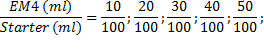 EM4 (ml) / Starter (ml) = 10/100 ; 20/100 ; 30/100 ; 40/100 ; 50/100 ;